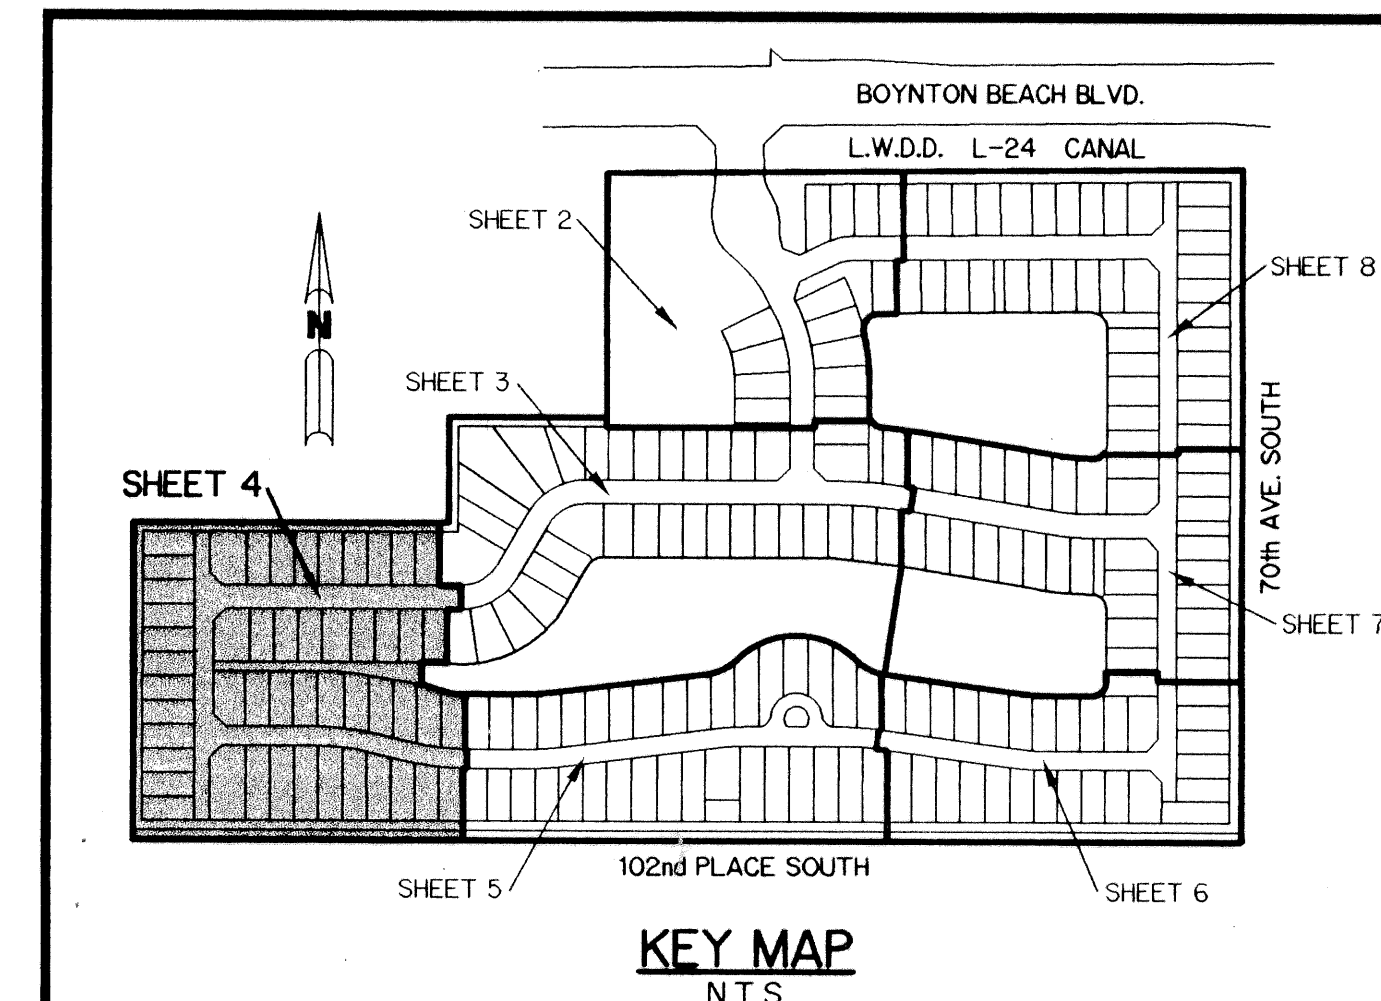 BOYNTON BEACH BLVD.
L.W.D.D. L-24 CANAL
SHEET 2
SHEET 8
N
SHEET 3
70th AVE. SOUTH
SHEET 4
SHEET 7
102nd PLACE SOUTH
SHEET 5
SHEET 6
KEY MAP
N T S